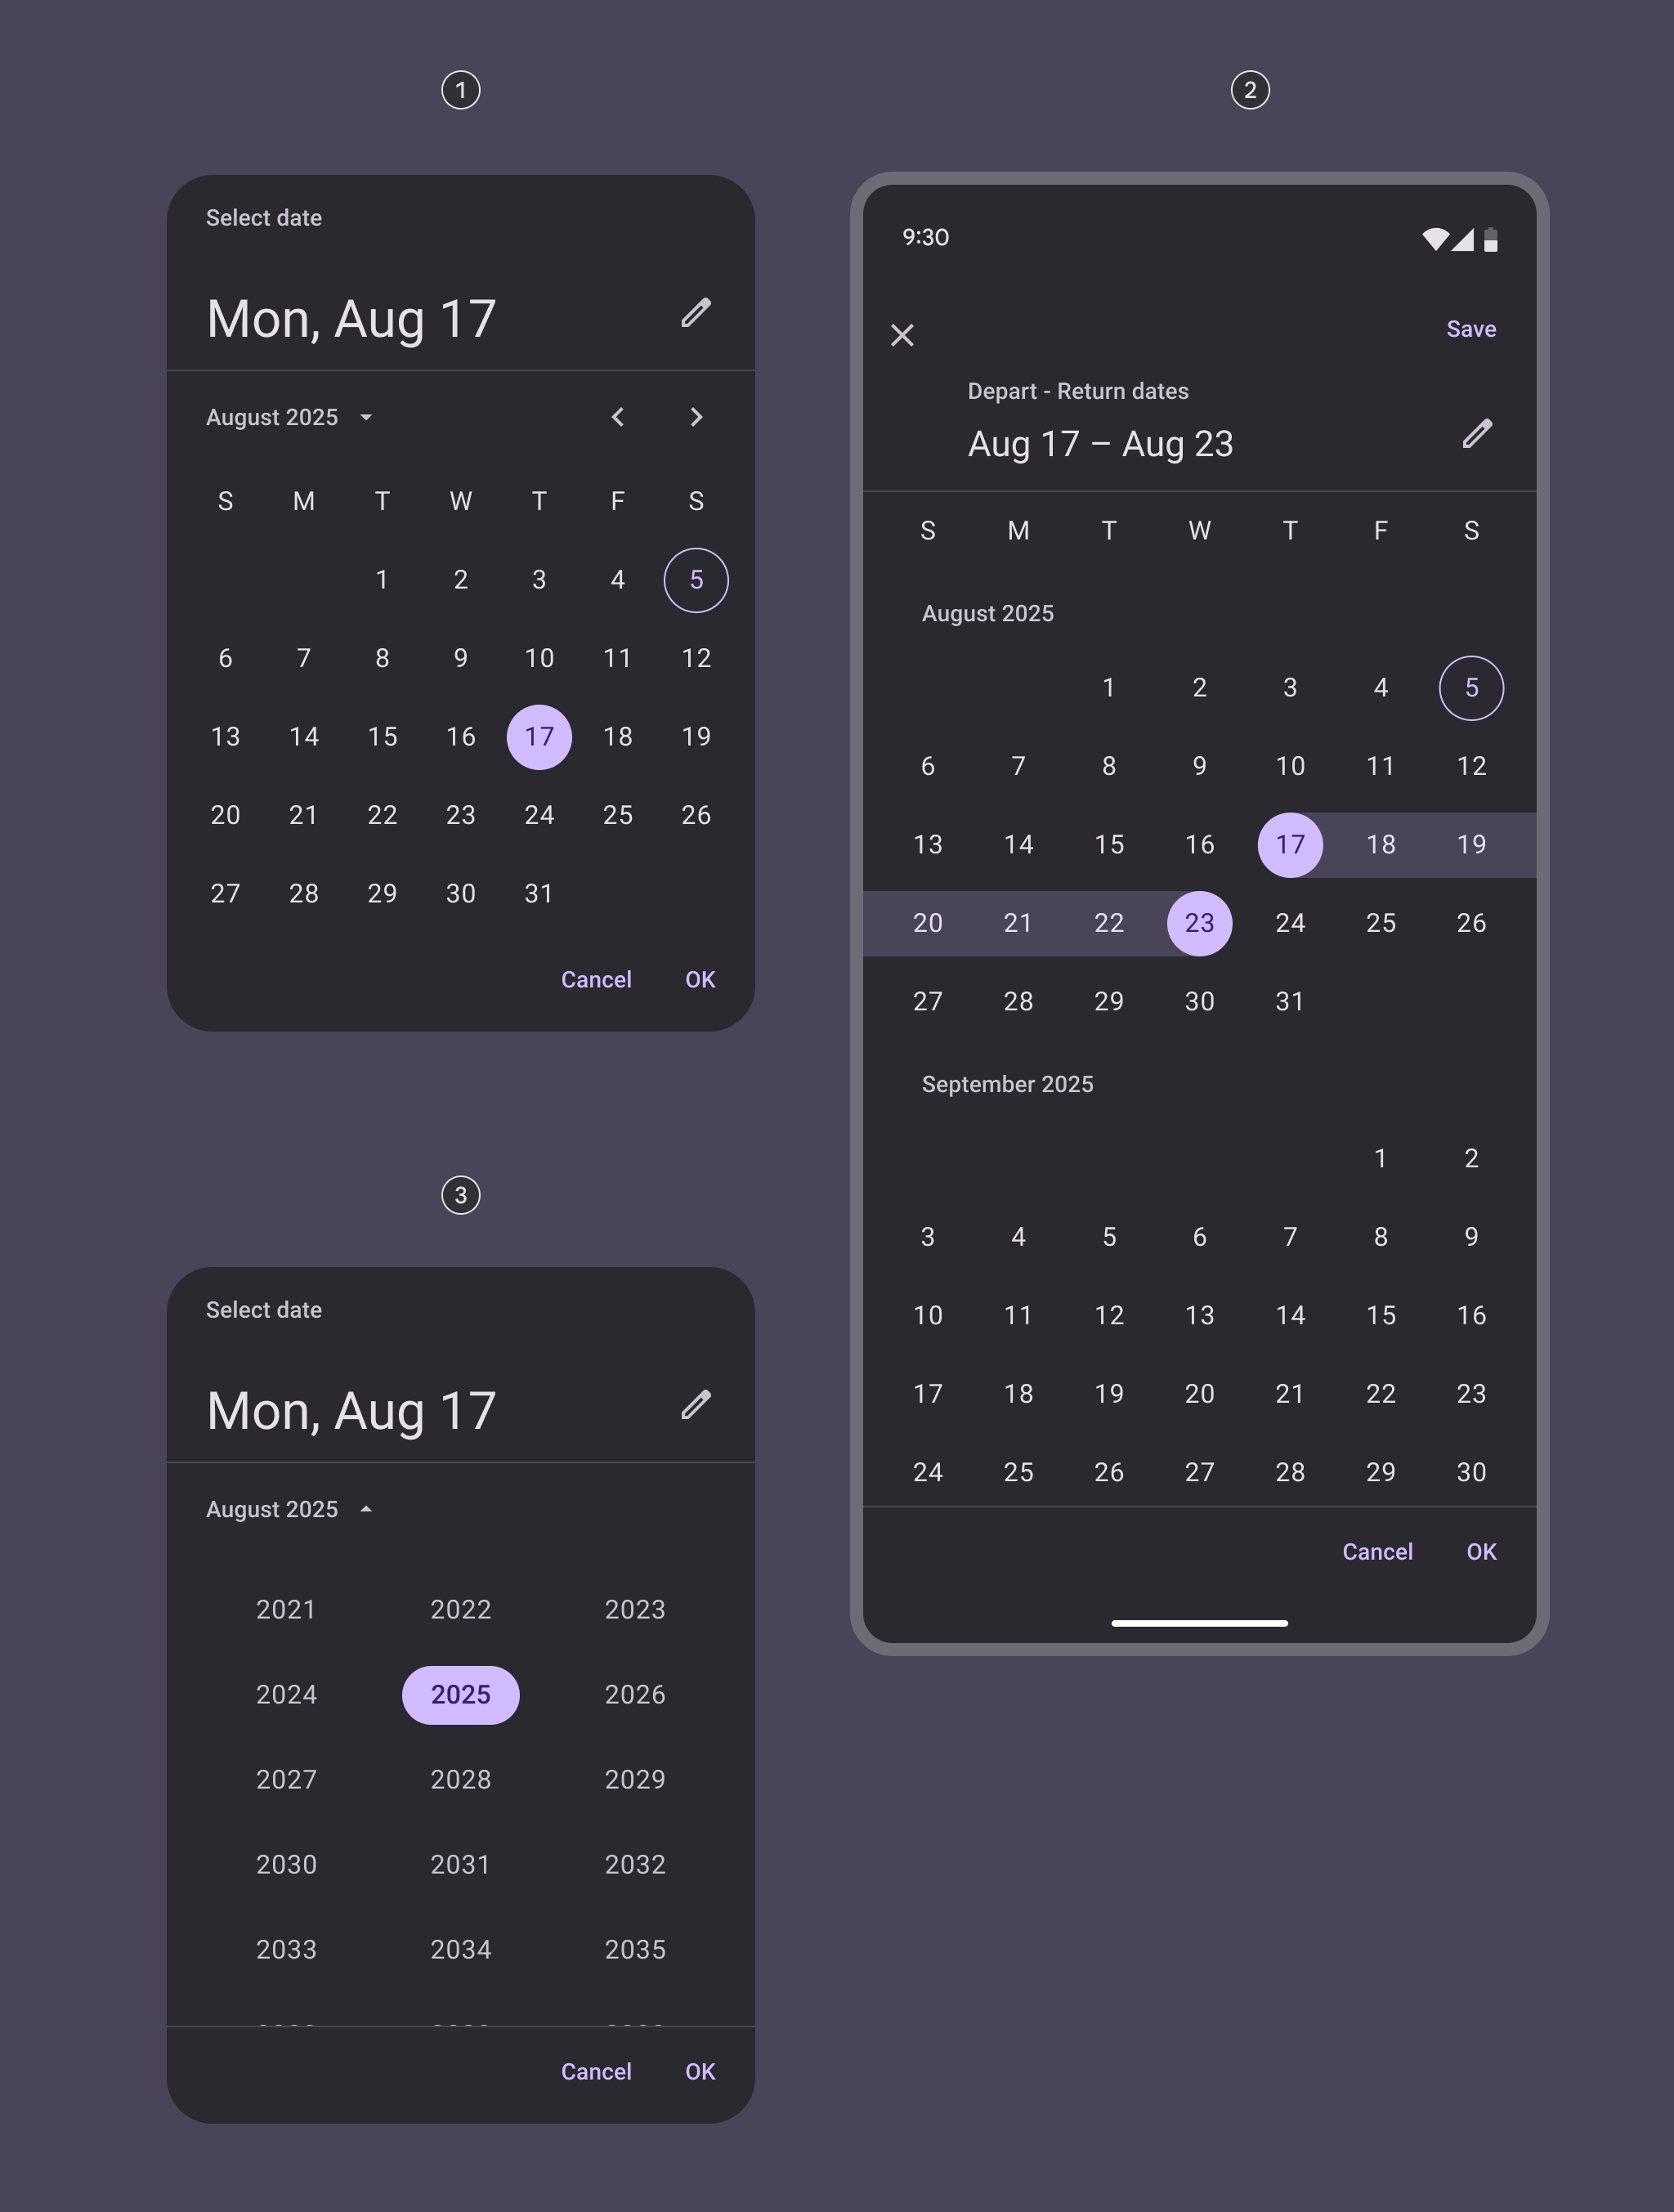 1
Select date
Mon, Aug 17
August 2025
S M T W T F S
1 2 3 4 5
6 7 8 9 10 11 12
13 14 15 16 17 18 19
20 21 22 23 24 25 26
27 28 29 30 31
Cancel OK
2
9:30
Save
Depart - Return dates
Aug 17 – Aug 23
S M T W T F S
August 2025
1 2 3 4 5
6 7 8 9 10 11 12
13 14 15 16 17 18 19
20 21 22 23 24 25 26
27 28 29 30 31
September 2025
1 2
3 4 5 6 7 8 9
10 11 12 13 14 15 16
17 18 19 20 21 22 23
24 25 26 27 28 29 30
Cancel OK
3
Select date
Mon, Aug 17
August 2025
2021 2022 2023
2024 2025 2026
2027 2028 2029
2030 2031 2032
2033 2034 2035
Cancel OK